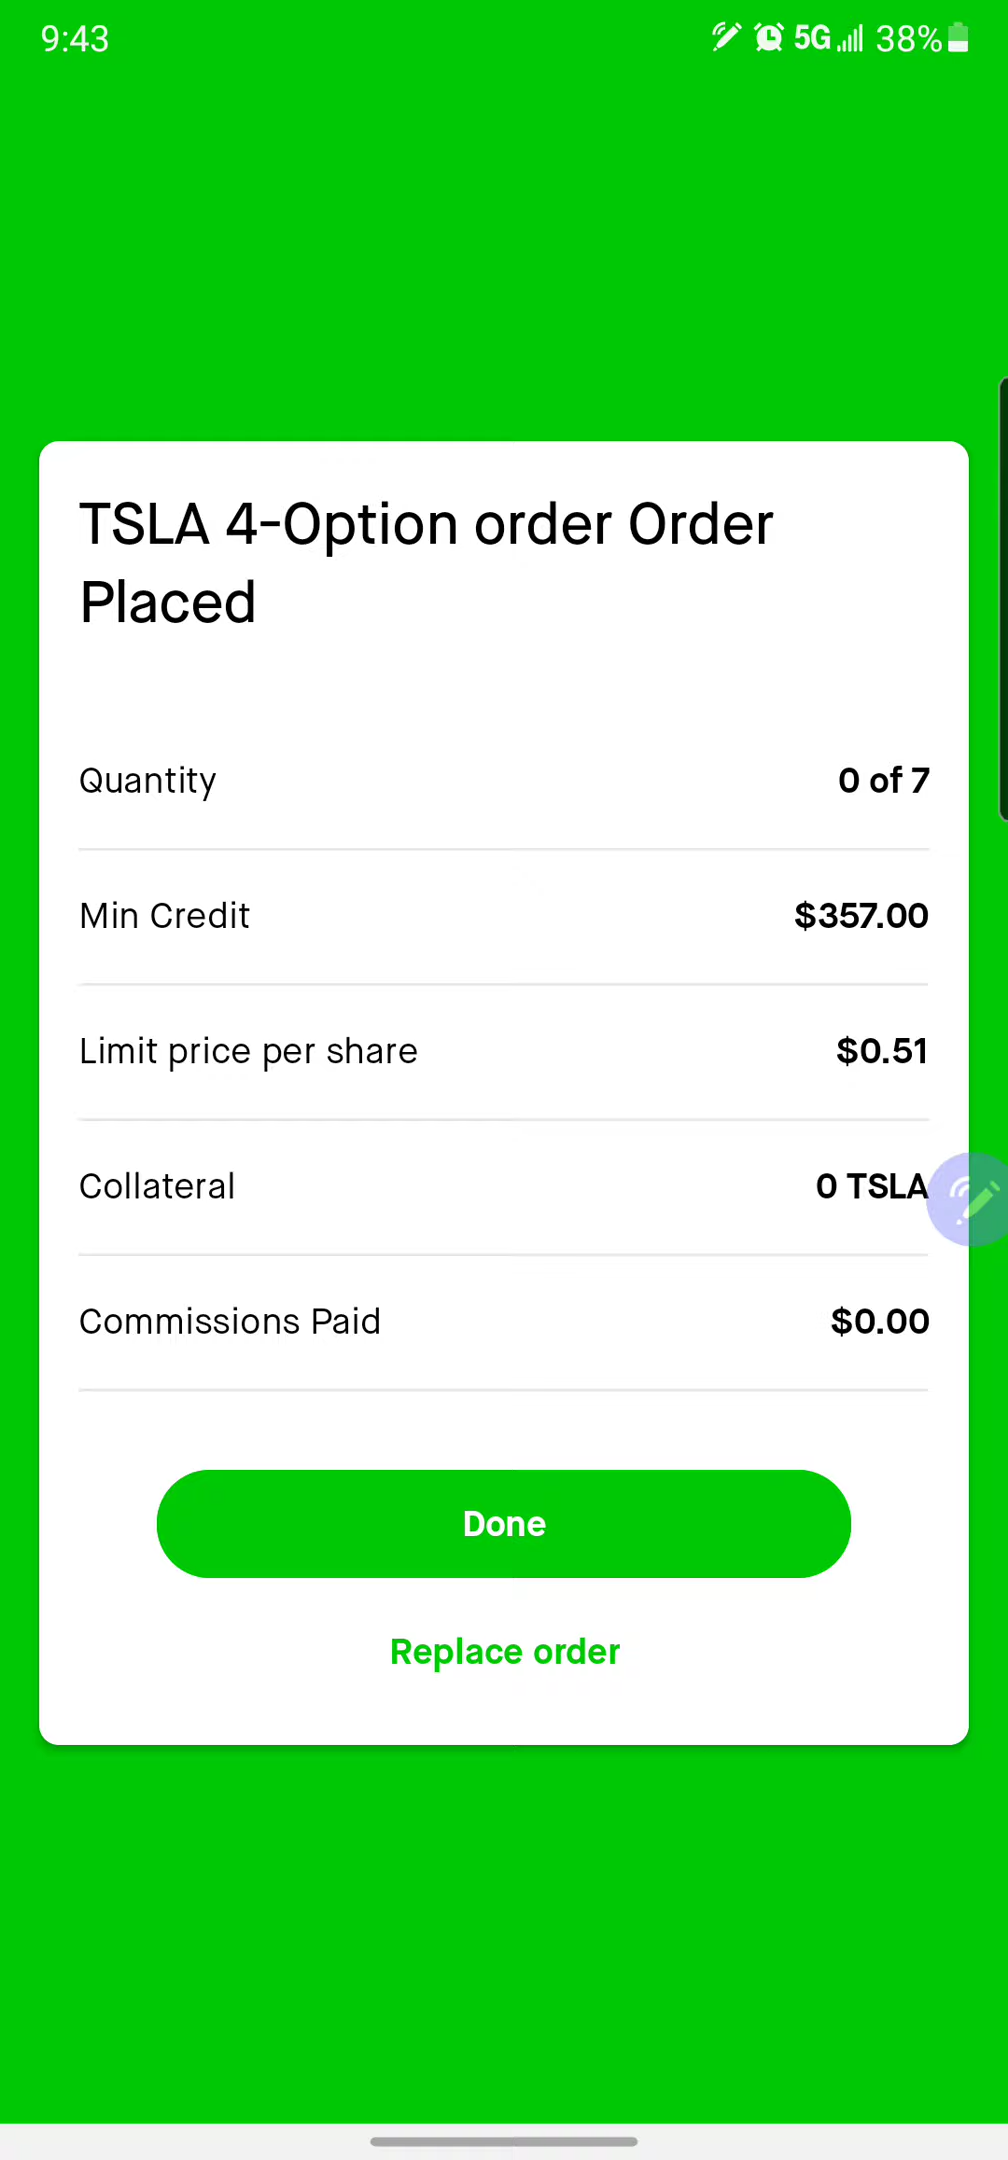 9:43 5G 38%
TSLA 4-Option order Order
Placed
Quantity 0 of 7
Min Credit $357.00
Limit price per share $0.51
Collateral 0 TSLA
Commissions Paid $0.00
Done
Replace order